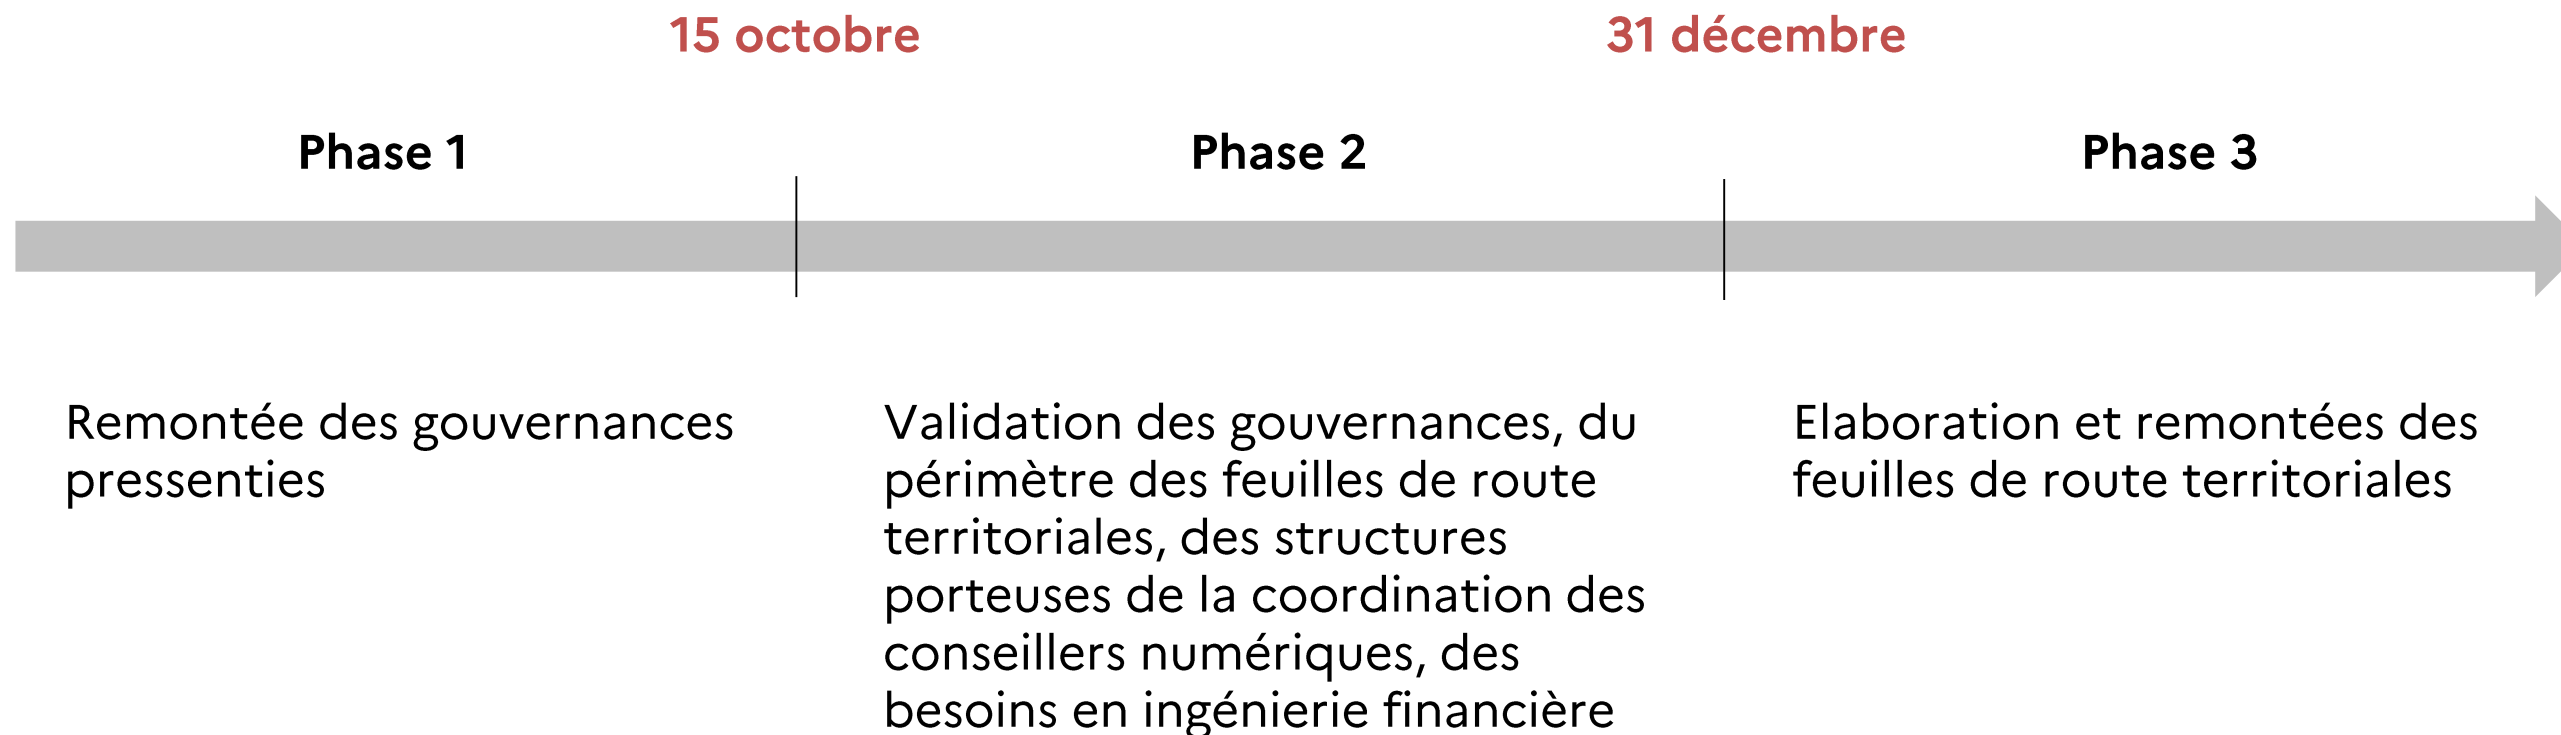 15 octobre
31 décembre
Phase 1
Phase 2
Phase 3
Remontée des gouvernances
pressenties
Validation des gouvernances, du
périmètre des feuilles de route
territoriales, des structures
porteuses de la coordination des
conseillers numériques, des
besoins en ingénierie financière
Elaboration et remontées des
feuilles de route territoriales